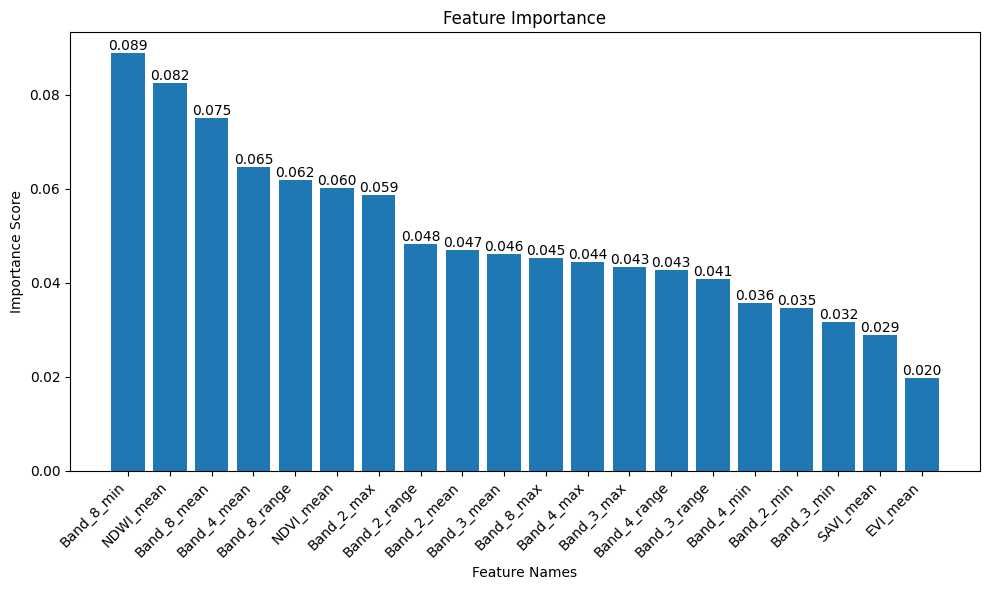 Feature Importance
0.089
0.082
0.075
0.065
0.062
0.060
0.059
0.048
0.047
0.046
0.045
0.044
0.043
0.043
0.041
0.036
0.035
0.032
0.029
0.020
Importance Score
0.08
0.06
0.04
0.02
0.00
Band_8_min
NDWI_mean
Band_8_mean
Band_4_mean
Band_8_range
NDVI_mean
Band_2_max
Band_2_range
Band_2_mean
Band_3_mean
Band_8_max
Band_4_max
Band_3_max
Band_4_range
Band_3_range
Band_4_min
Band_2_min
Band_3_min
SAVI_mean
EVI_mean
Feature Names